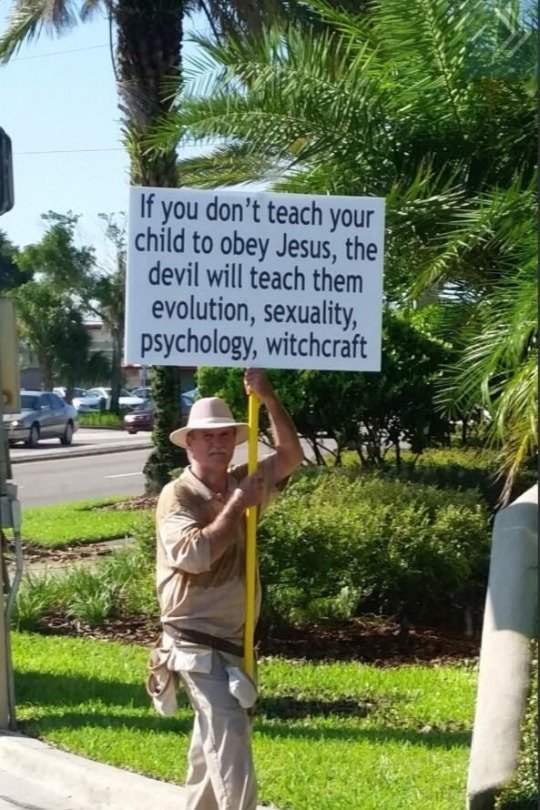 If you don't teach your
child to obey Jesus, the
devil will teach them
evolution, sexuality,
psychology, witchcraft